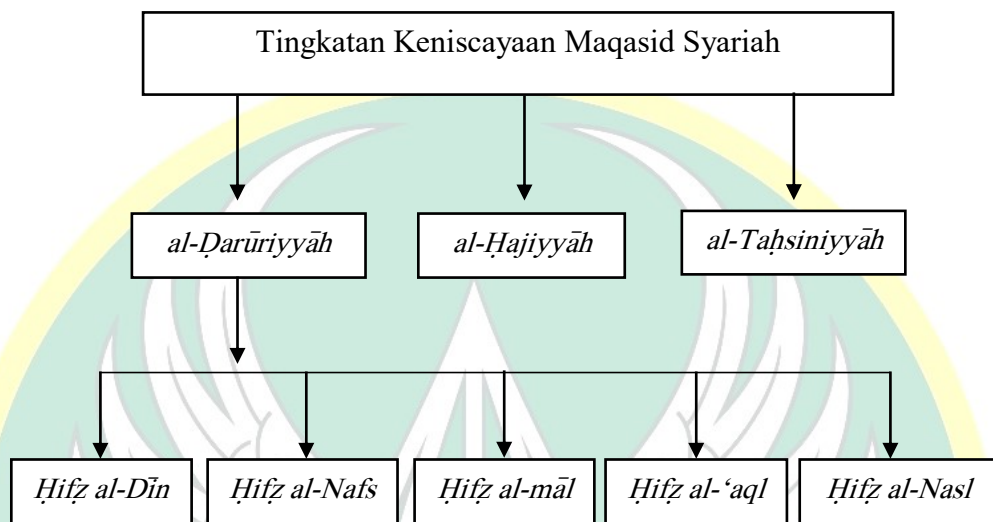 Tingkatan Keniscayaan Maqasid Syariah
al-Ḍarūriyyāh
al-Ḥajiyyāh
al-Taḥsiniyyāh
Ḥifẓ al-Dīn
Ḥifẓ al-Nafs
Ḥifẓ al-māl
Ḥifẓ al-‘aql
Ḥifẓ al-Nasl